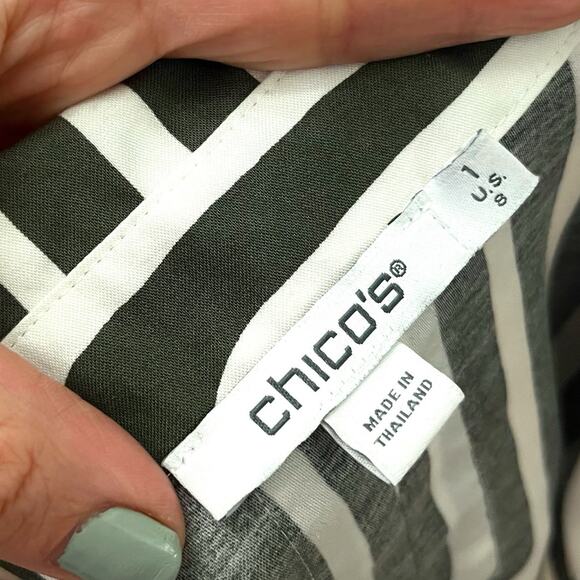 chico's®
1
U.S. 8
MADE IN
THAILAND